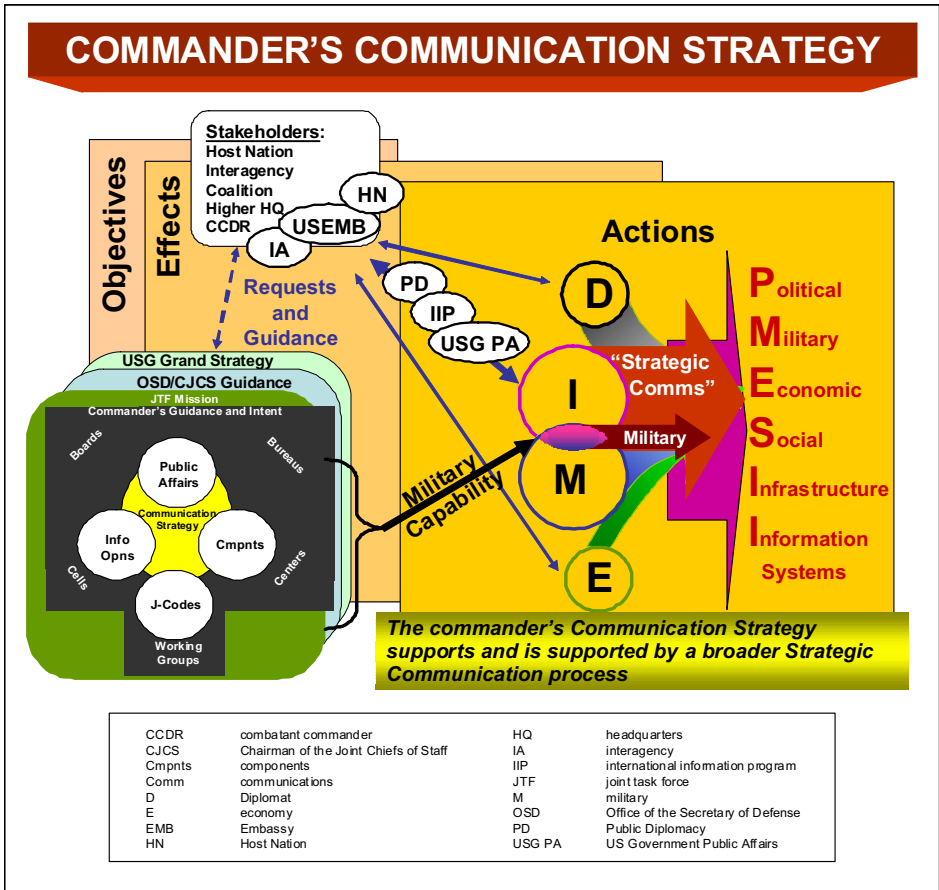 COMMANDER'S COMMUNICATION STRATEGY
Objectives
Effects
Stakeholders:
Host Nation
Interagency
Coalition
Higher HQ
CCDR
HN
USEMB
IA
Requests
and
Guidance
PD
IIP
USG PA
Actions
D
I
M
E
"Strategic
Comms"
Military
Political
Military
Economic
Social
Infrastructure
Information
Systems
USG Grand Strategy
OSD/CJCS Guidance
JTF Mission
Commander's Guidance and Intent
Boards
Bureaus
Public
Affairs
Communication
Strategy
Info
Opns
Cmpnts
Cells
Centers
J-Codes
Working
Groups
Military
Capability
The commander's Communication Strategy
supports and is supported by a broader Strategic
Communication process
CCDR combatant commander
CJCS Chairman of the Joint Chiefs of Staff
Cmpnts components
Comm communications
D Diplomat
E economy
EMB Embassy
HN Host Nation
HQ headquarters
IA interagency
IIP international information program
JTF joint task force
M military
OSD Office of the Secretary of Defense
PD Public Diplomacy
USG PA US Government Public Affairs